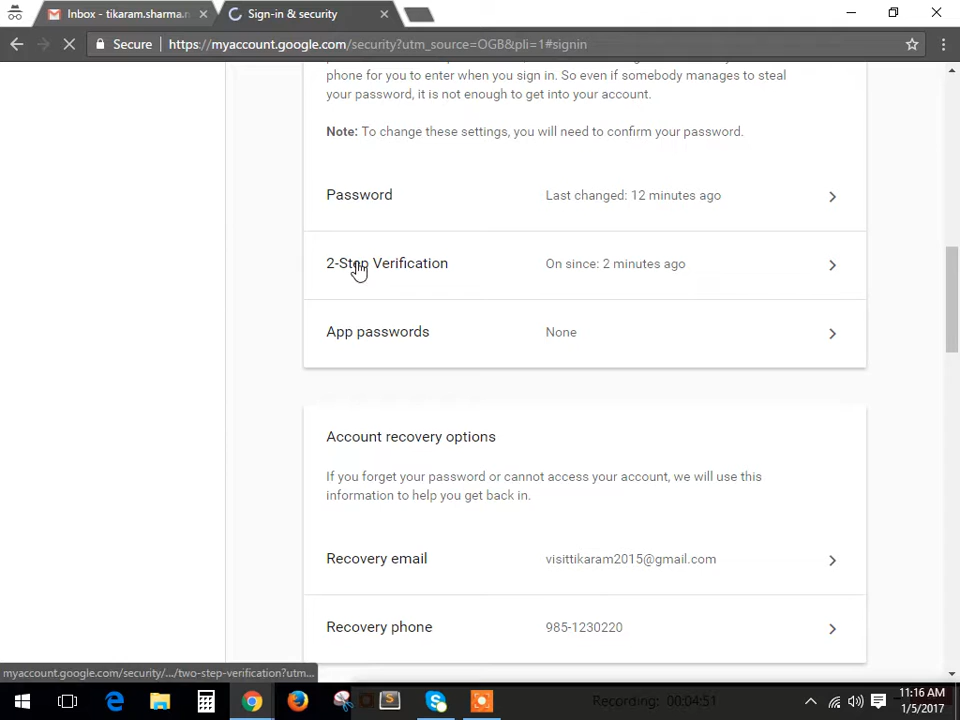 Inbox - tikaram.sharma.n
Sign-in & security
Secure
https://myaccount.google.com/security?utm_source=OGB&pli=1#signin
phone for you to enter when you sign in. So even if somebody manages to steal
your password, it is not enough to get into your account.
Note: To change these settings, you will need to confirm your password.
Password Last changed: 12 minutes ago
2-Step Verification On since: 2 minutes ago
App passwords None
Account recovery options
If you forget your password or cannot access your account, we will use this
information to help you get back in.
Recovery email visittikaram2015@gmail.com
Recovery phone 985-1230220
myaccount.google.com/security/.../two-step-verification?utm...
Recording: 00:04:51
11:16 AM
1/5/2017